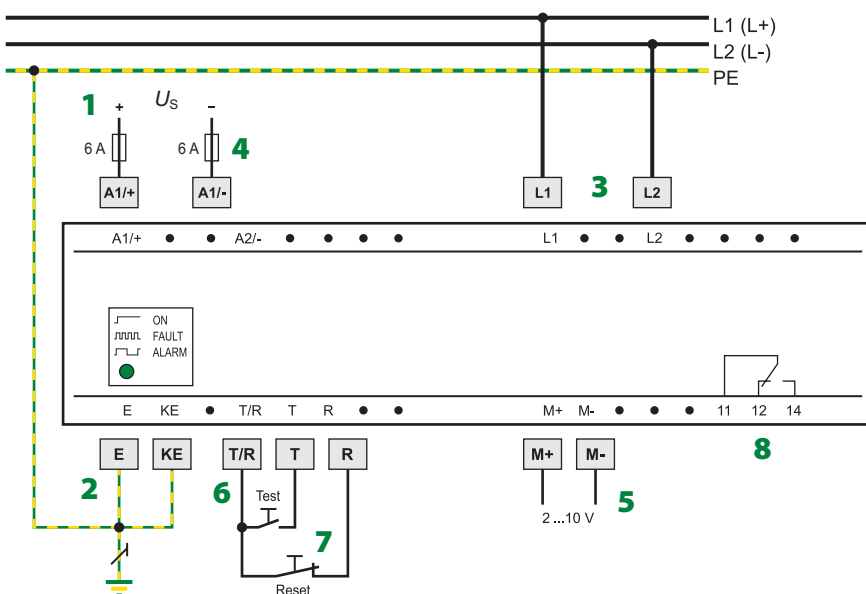 L1 (L+)
L2 (L-)
PE
1 + US −
6 A 6 A 4
A1/+ A1/- L1 3 L2
A1/+ • • A2/- • • • • L1 • • L2 • • • •
ON
FAULT
ALARM
E KE • T/R T R • • M+ M- • • • 11 12 14
E KE T/R T R M+ M- 8
2 6 Test 5
2 ...10 V
7
Reset